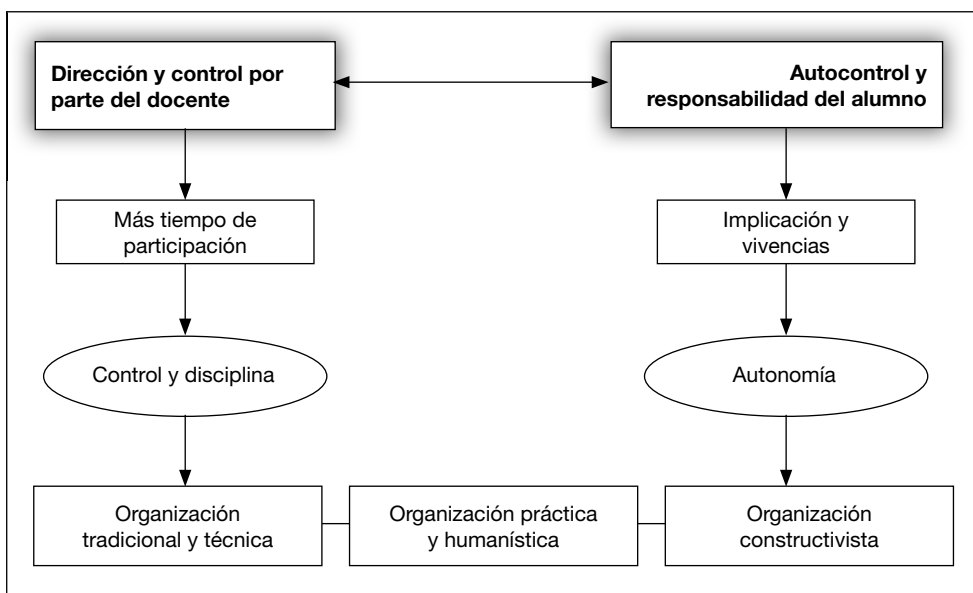 Dirección y control por
parte del docente
Autocontrol y
responsabilidad del alumno
Más tiempo de
participación
Implicación y
vivencias
Control y disciplina
Autonomía
Organización
tradicional y técnica
Organización práctica
y humanística
Organización
constructivista